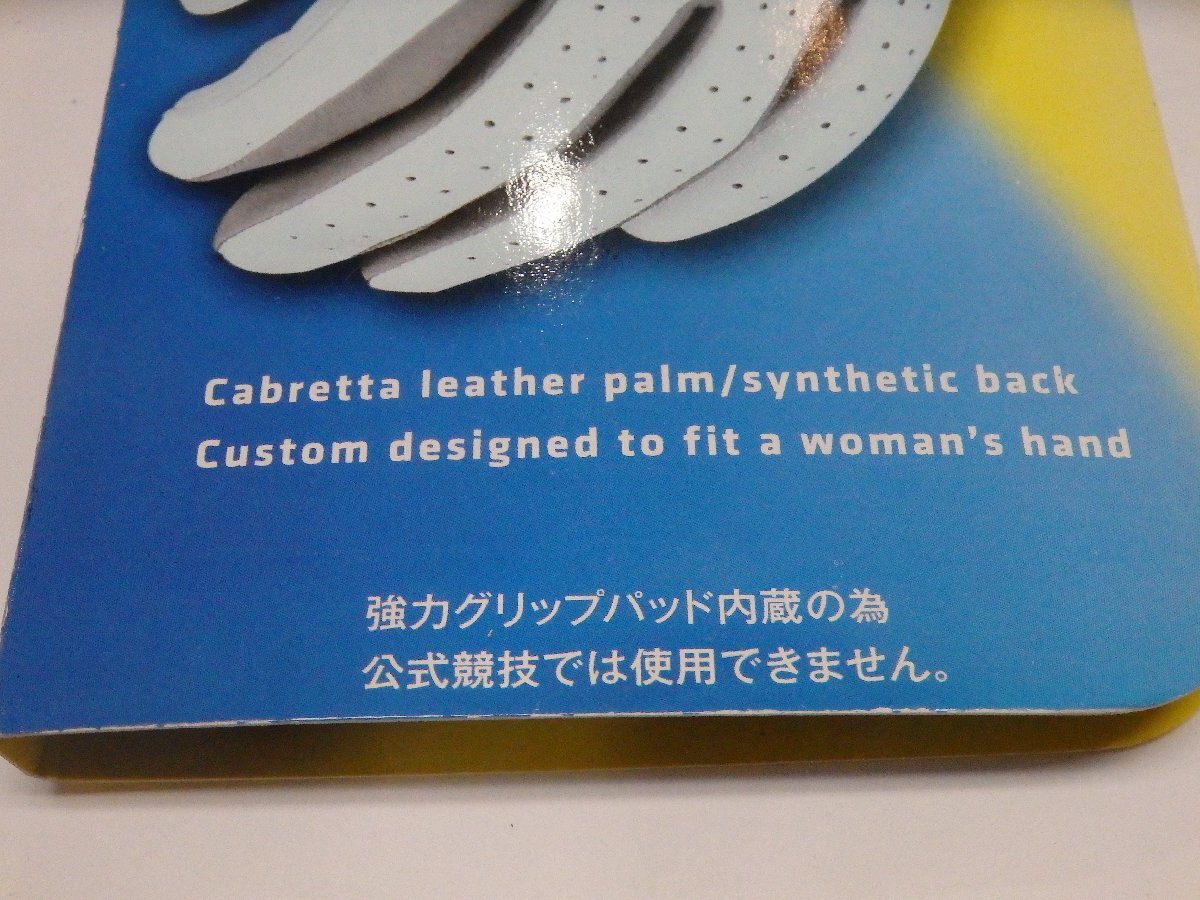 Cabretta leather palm/synthetic back
Custom designed to fit a woman's hand
強力グリップパッド内蔵の為
公式競技では使用できません。